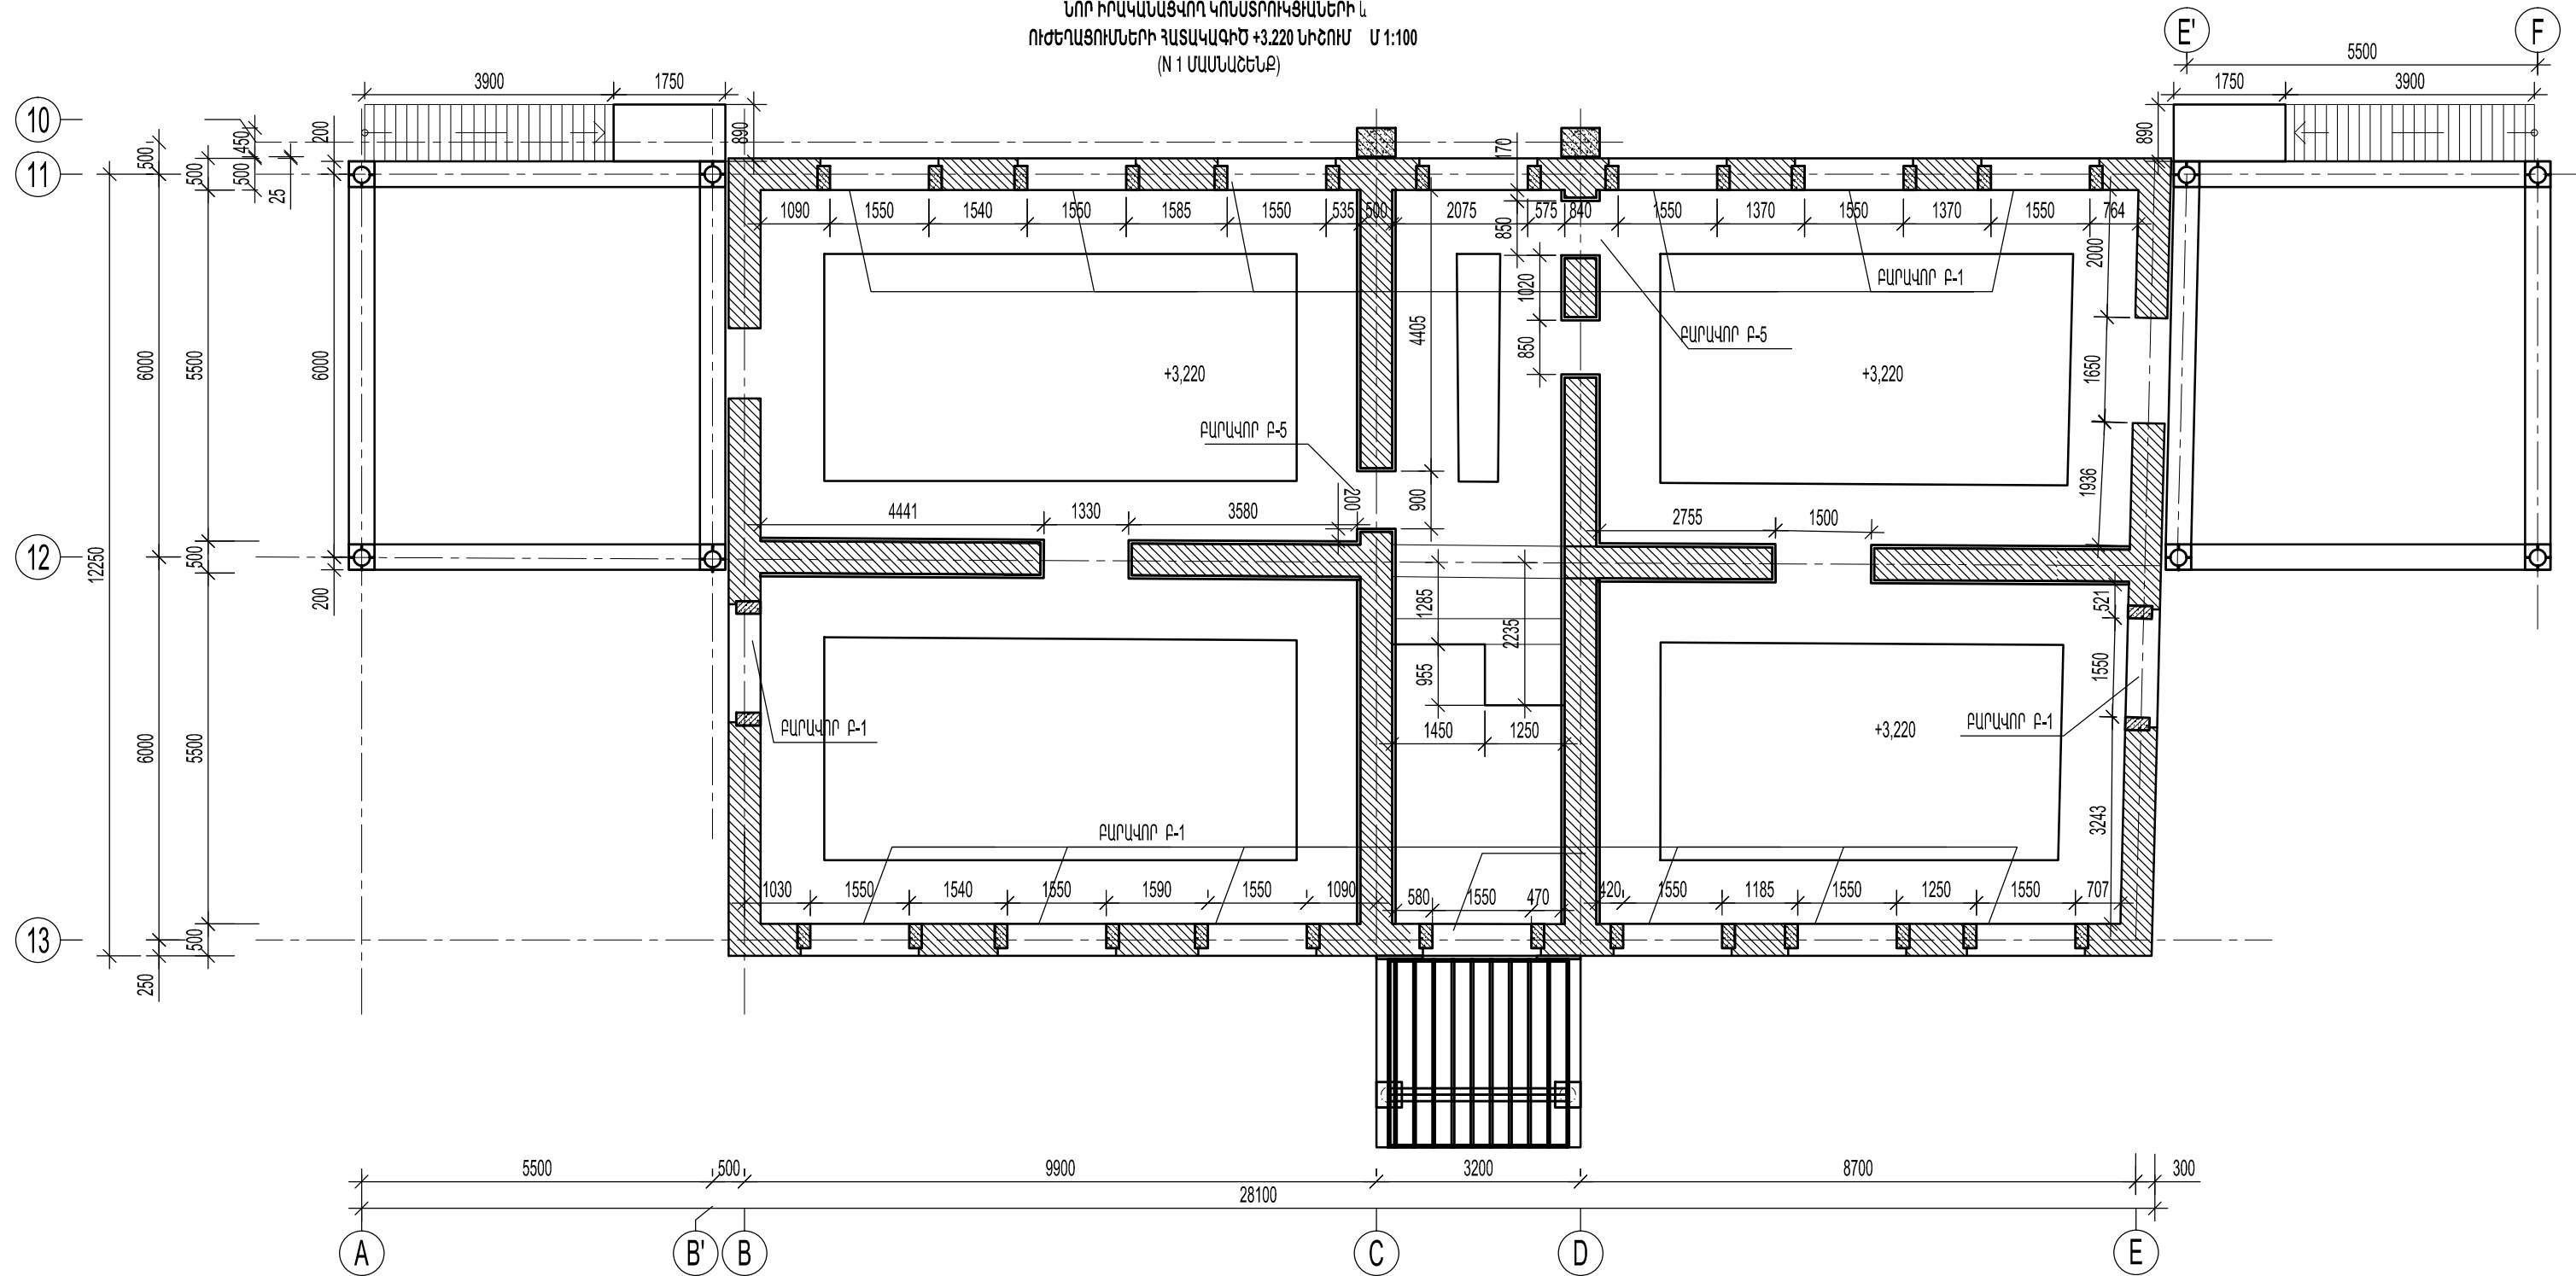 ՆՈՐ ԻՐԱԿԱՆԱՑՎՈՂ ԿՈՆՍՏՐՈՒԿՑԻԱՆԵՐԻ և
ՈՒԺԵՂԱՑՈՒՄՆԵՐԻ ՀԱՏԱԿԱԳԻԾ +3.220 ՆԻՇՈՒՄ Մ 1:100
(N 1 ՄԱՍՆԱՇԵՆՔ)
E' F
5500
3900 1750 1750 3900
10
11
12
13
500 500 450 500 25 200 890 170 890
1090 1550 1540 1550 1585 1550 535 500 2075 575 840 1550 1370 1550 1370 1550 764
850 2000
1020
ԲԱՐԱՎՈՐ Բ-1
ԲԱՐԱՎՈՐ Բ-5
12250 6000 5500 6000 4405 850 1650
+3,220 +3,220
ԲԱՐԱՎՈՐ Բ-5
200 900 1936
4441 1330 3580 2755 1500
500 200
1285 2235 521
955 1550
ԲԱՐԱՎՈՐ Բ-1 +3,220 ԲԱՐԱՎՈՐ Բ-1
1450 1250
6000 5500 3243
ԲԱՐԱՎՈՐ Բ-1
1030 1550 1540 1550 1590 1550 1090 580 1550 470 420 1550 1185 1550 1250 1550 707
500
250
5500 500 9900 3200 8700 300
28100
A B' B C D E